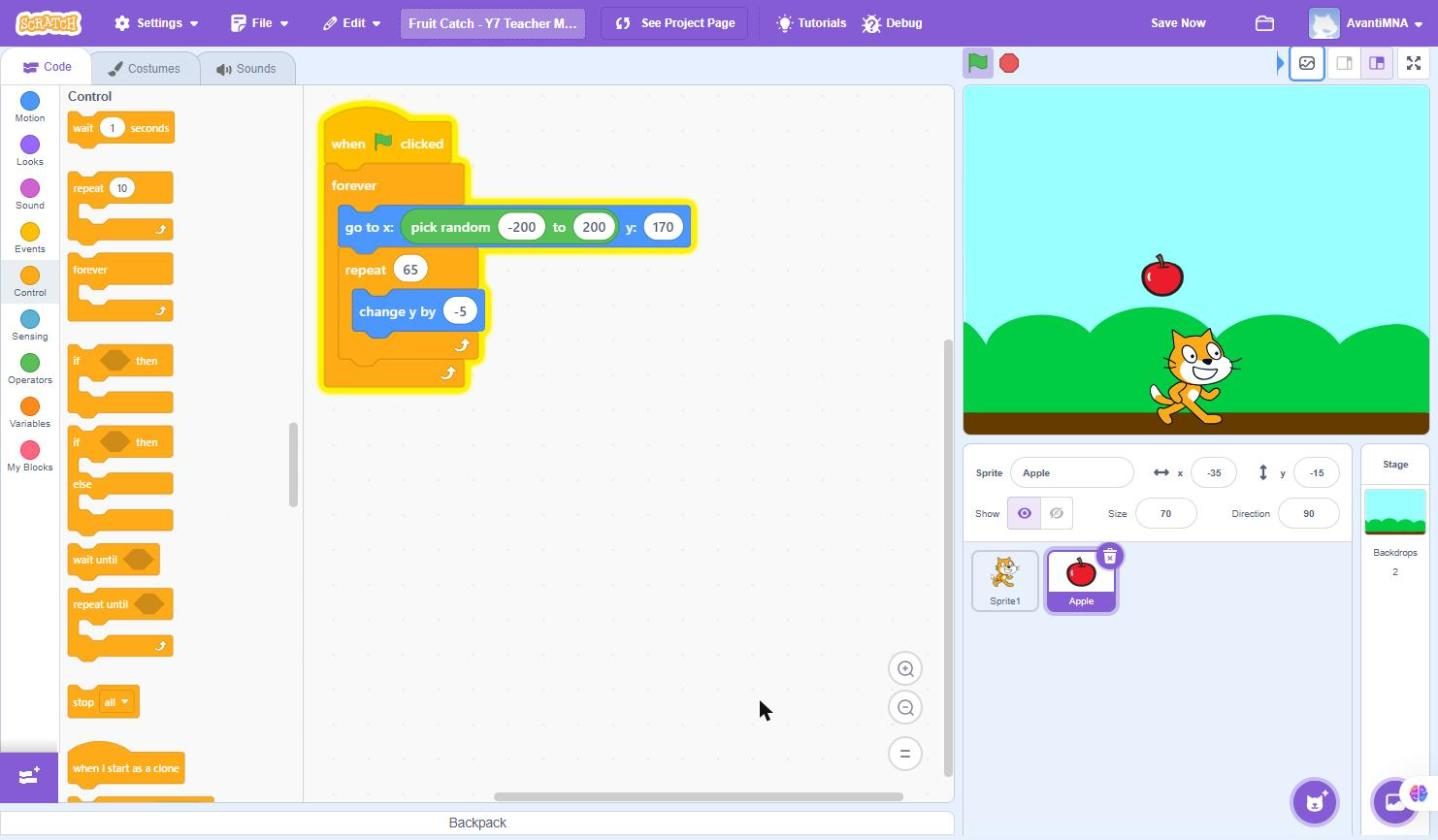 SCRATCH Settings File Edit Fruit Catch - Y7 Teacher M... See Project Page Tutorials Debug Save Now AvantiMNA
Code Costumes Sounds
Motion
Looks
Sound
Events
Control
Sensing
Operators
Variables
My Blocks
Control
wait 1 seconds
repeat 10
forever
if then
if then
else
wait until
repeat until
stop all
when I start as a clone
when clicked
forever
go to x: pick random -200 to 200 y: 170
repeat 65
change y by -5
=
Backpack
Sprite Apple x -35 y -15
Show Size 70 Direction 90
Sprite1
Apple
Stage
Backdrops
2